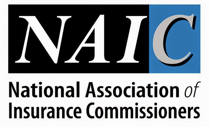 NAIC
National Association of
Insurance Commissioners